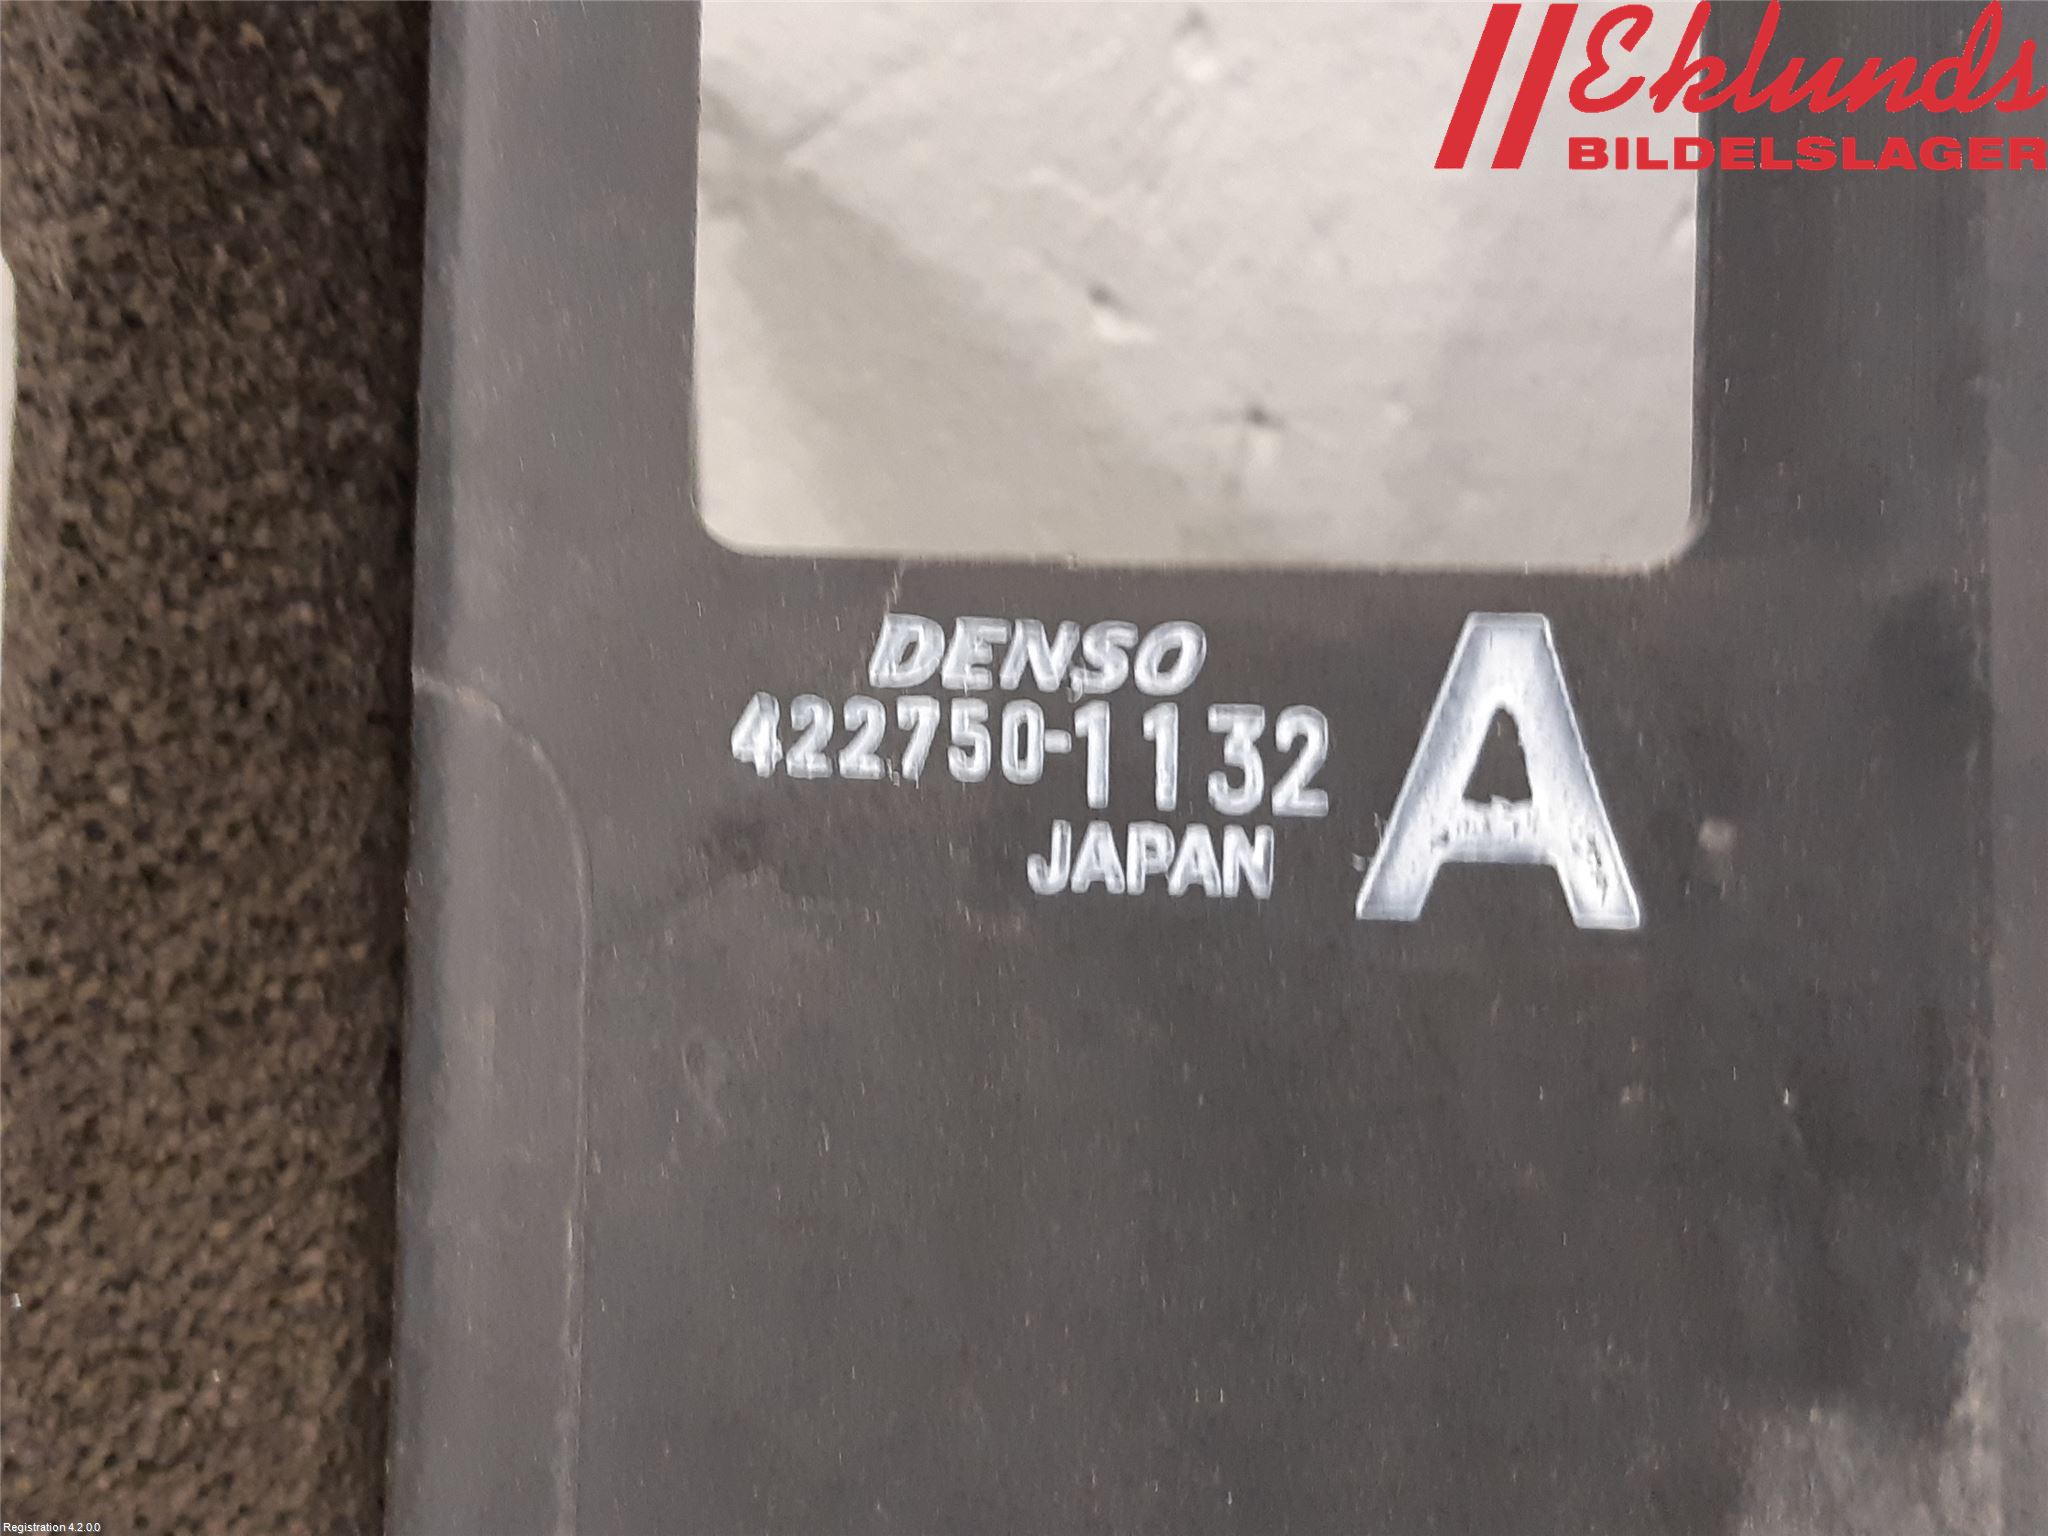 Eklunds
BILDELSLAGER
DENSO
422750-1132
JAPAN
A
Registration 4.2.0.0